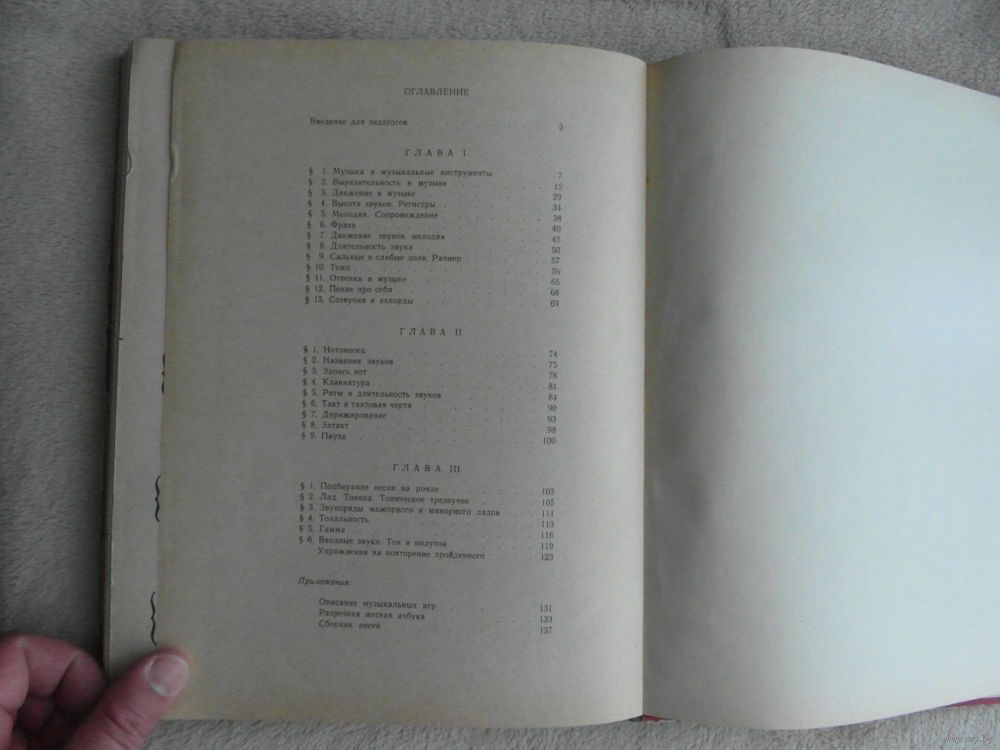 ОГЛАВЛЕНИЕ
Введение для педагогов 3
ГЛАВА I
§ 1. Музыка и музыкальные инструменты 7
§ 2. Выразительность в музыке 12
§ 3. Движение в музыке 29
§ 4. Высота звуков. Регистры 34
§ 5. Мелодия. Сопровождение 38
§ 6. Фраза 40
§ 7. Движение звуков мелодии 45
§ 8. Длительность звука 50
§ 9. Сильные и слабые доли. Размер 57
§ 10. Темп 59
§ 11. Оттенки в музыке 65
§ 12. Пение про себя 68
§ 13. Созвучия и аккорды 69
ГЛАВА II
§ 1. Нотоносец 74
§ 2. Названия звуков 75
§ 3. Запись нот 76
§ 4. Клавиатура 81
§ 5. Ритм и длительность звуков 84
§ 6. Такт и тактовая черта 90
§ 7. Дирижирование 93
§ 8. Затакт 98
§ 9. Пауза 100
ГЛАВА III
§ 1. Подбирание песен на рояле 103
§ 2. Лад. Тоника. Тоническое трезвучие 105
§ 3. Звукоряды мажорного и минорного ладов 111
§ 4. Тональность 113
§ 5. Гамма 116
§ 6. Вводные звуки. Тон и полутон 119
Упражнения на повторение пройденного 123
Приложения:
Описание музыкальных игр 131
Разрезная нотная азбука 133
Сборник песен 137